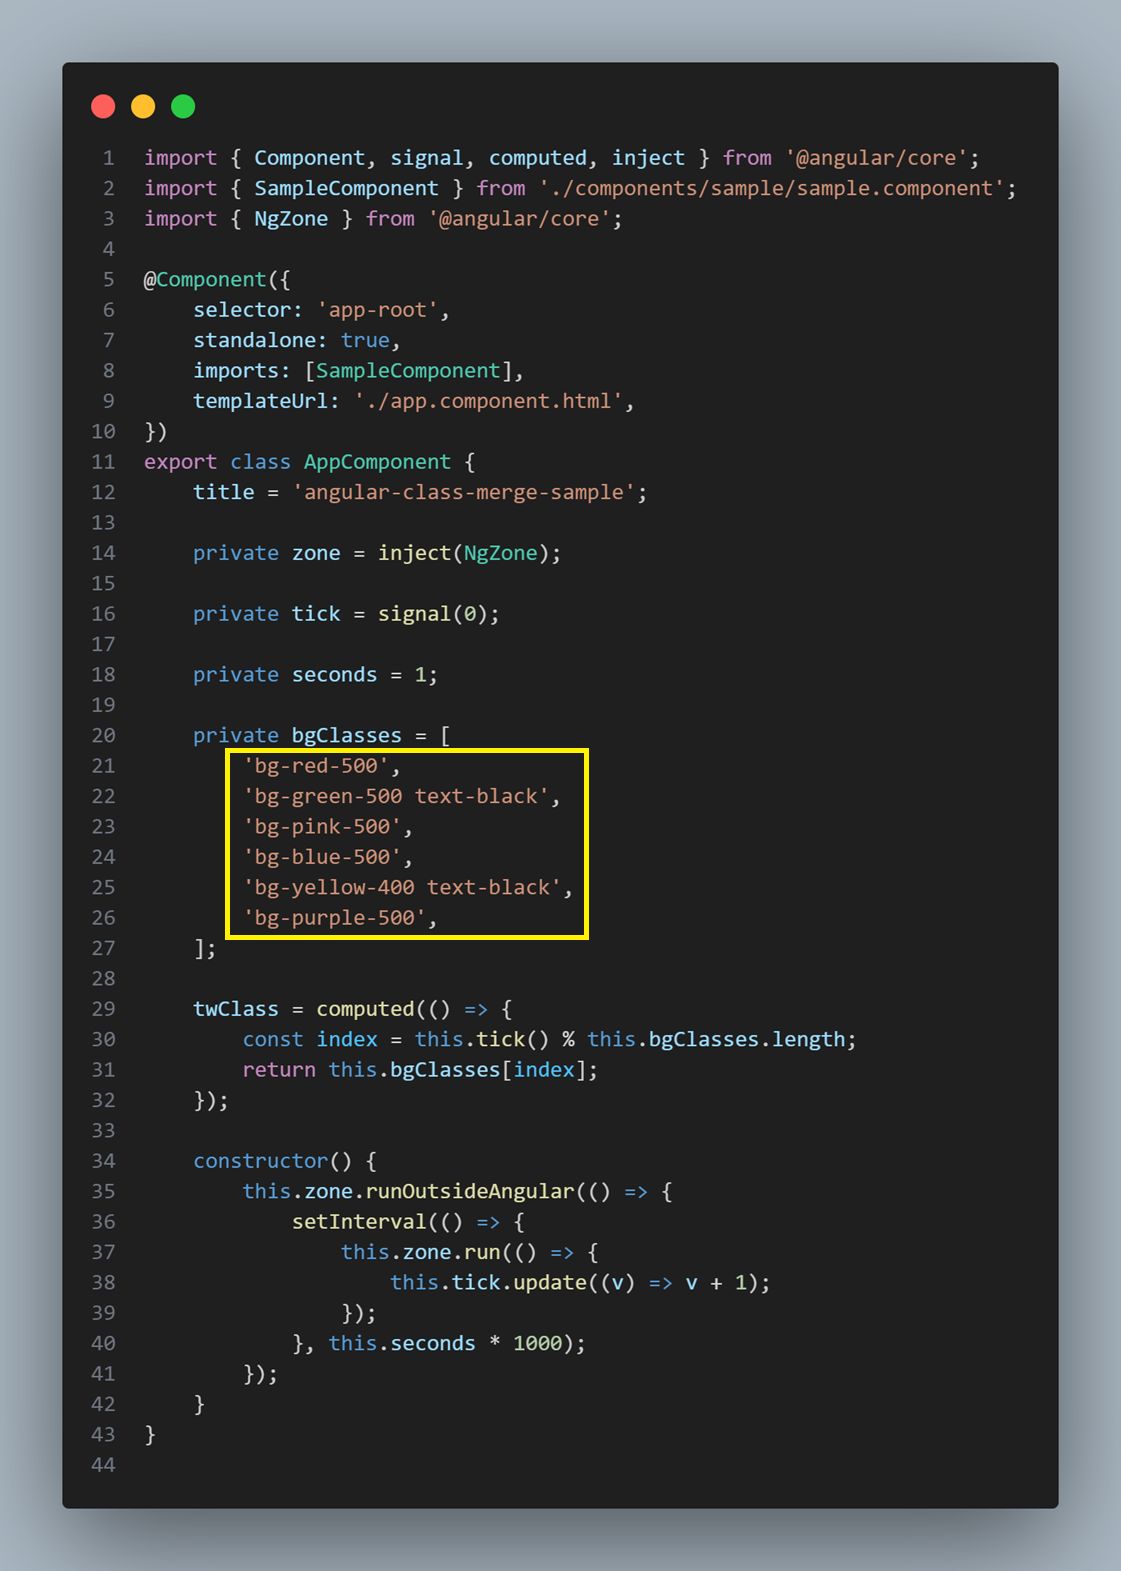 1 import { Component, signal, computed, inject } from '@angular/core';
2 import { SampleComponent } from './components/sample/sample.component';
3 import { NgZone } from '@angular/core';
4
5 @Component({
6     selector: 'app-root',
7     standalone: true,
8     imports: [SampleComponent],
9     templateUrl: './app.component.html',
10 })
11 export class AppComponent {
12     title = 'angular-class-merge-sample';
13
14     private zone = inject(NgZone);
15
16     private tick = signal(0);
17
18     private seconds = 1;
19
20     private bgClasses = [
21         'bg-red-500',
22         'bg-green-500 text-black',
23         'bg-pink-500',
24         'bg-blue-500',
25         'bg-yellow-400 text-black',
26         'bg-purple-500',
27     ];
28
29     twClass = computed(() => {
30         const index = this.tick() % this.bgClasses.length;
31         return this.bgClasses[index];
32     });
33
34     constructor() {
35         this.zone.runOutsideAngular(() => {
36             setInterval(() => {
37                 this.zone.run(() => {
38                     this.tick.update((v) => v + 1);
39                 });
40             }, this.seconds * 1000);
41         });
42     }
43 }
44